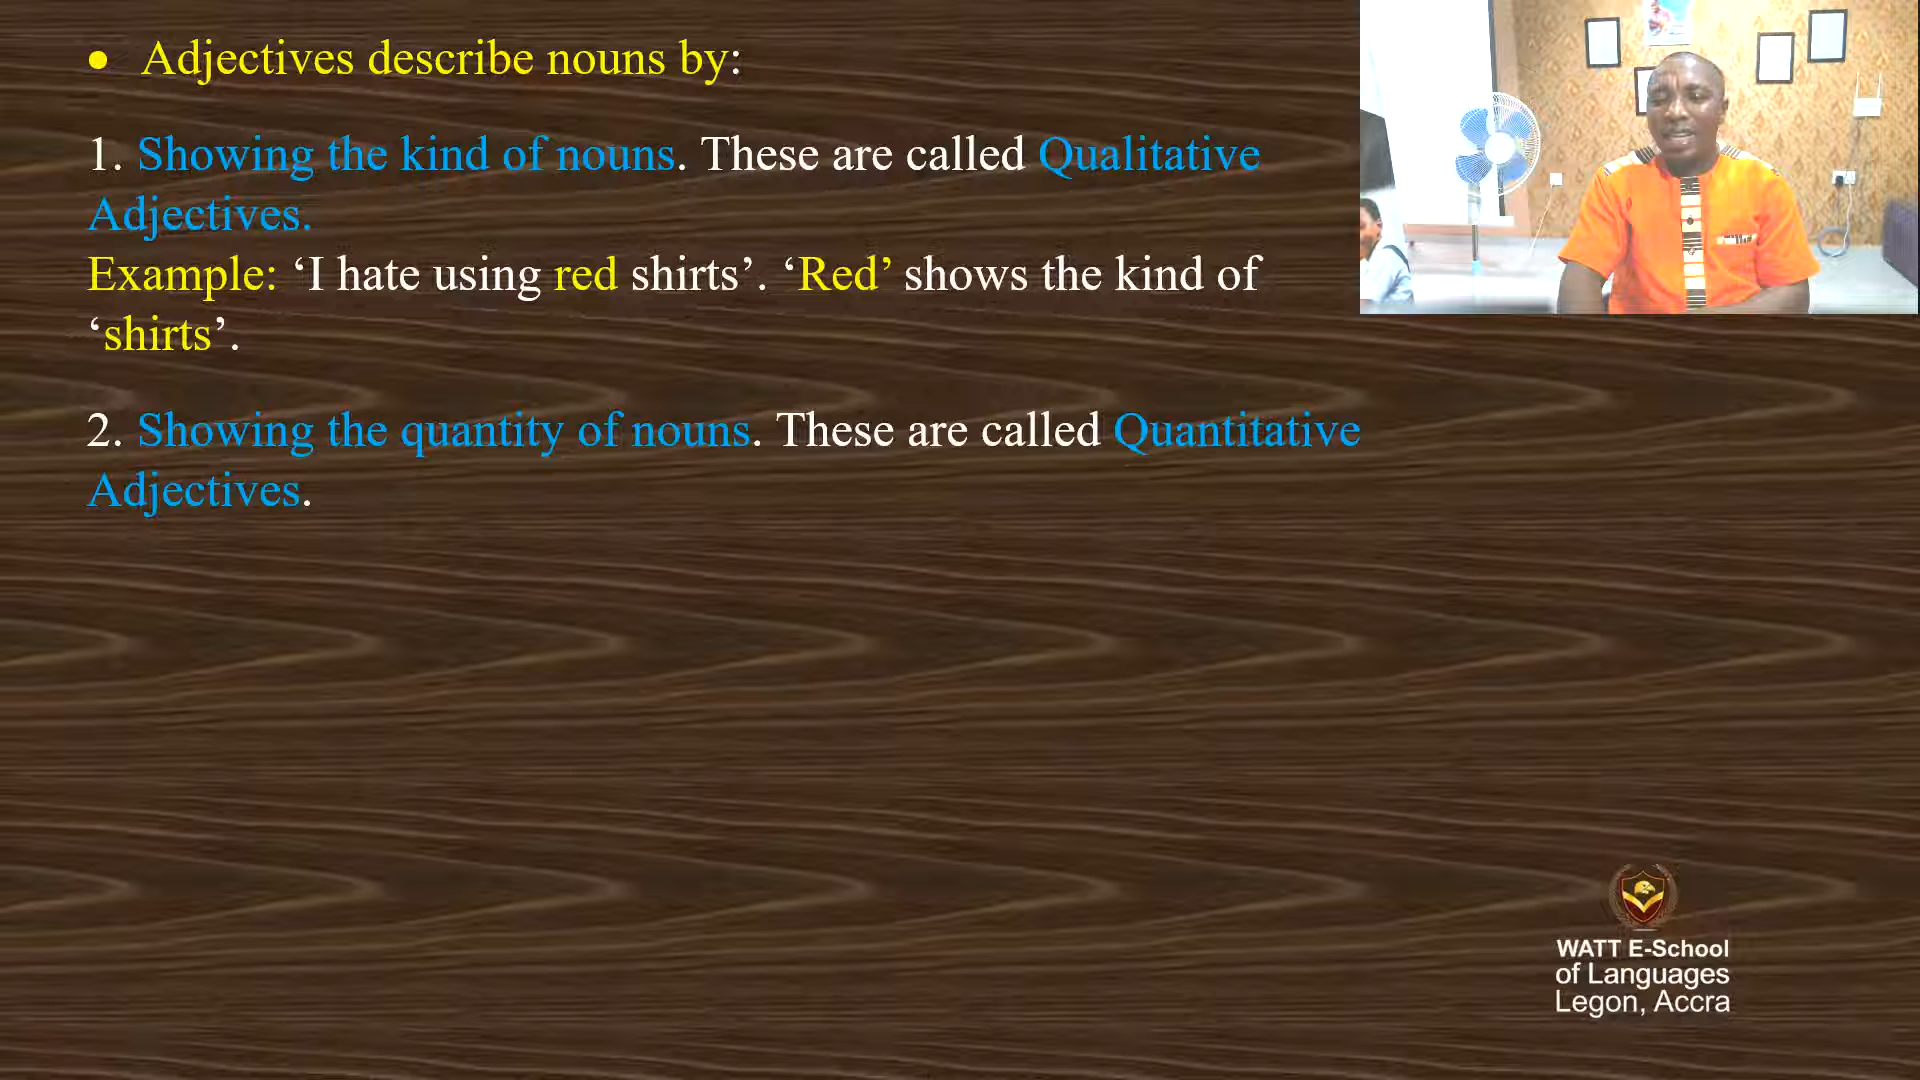 • Adjectives describe nouns by:
1. Showing the kind of nouns. These are called Qualitative
Adjectives.
Example: ‘I hate using red shirts’. ‘Red’ shows the kind of
‘shirts’.
2. Showing the quantity of nouns. These are called Quantitative
Adjectives.
WATT E-School
of Languages
Legon, Accra